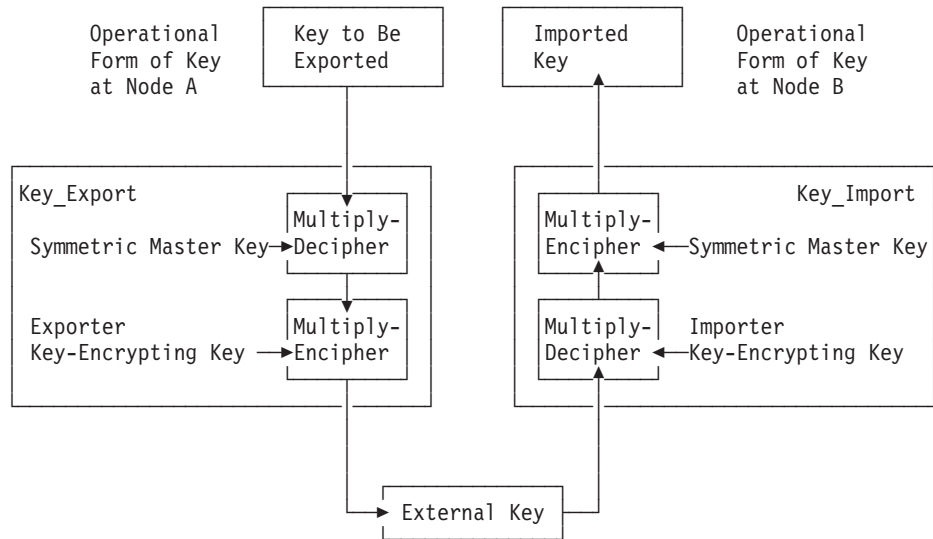 Operational
Form of Key
at Node A
Key to Be
Exported
Imported
Key
Operational
Form of Key
at Node B
Key_Export
Multiply-
Decipher
Symmetric Master Key
Multiply-
Encipher
Exporter
Key-Encrypting Key
Key_Import
Multiply-
Encipher
Symmetric Master Key
Multiply-
Decipher
Importer
Key-Encrypting Key
External Key